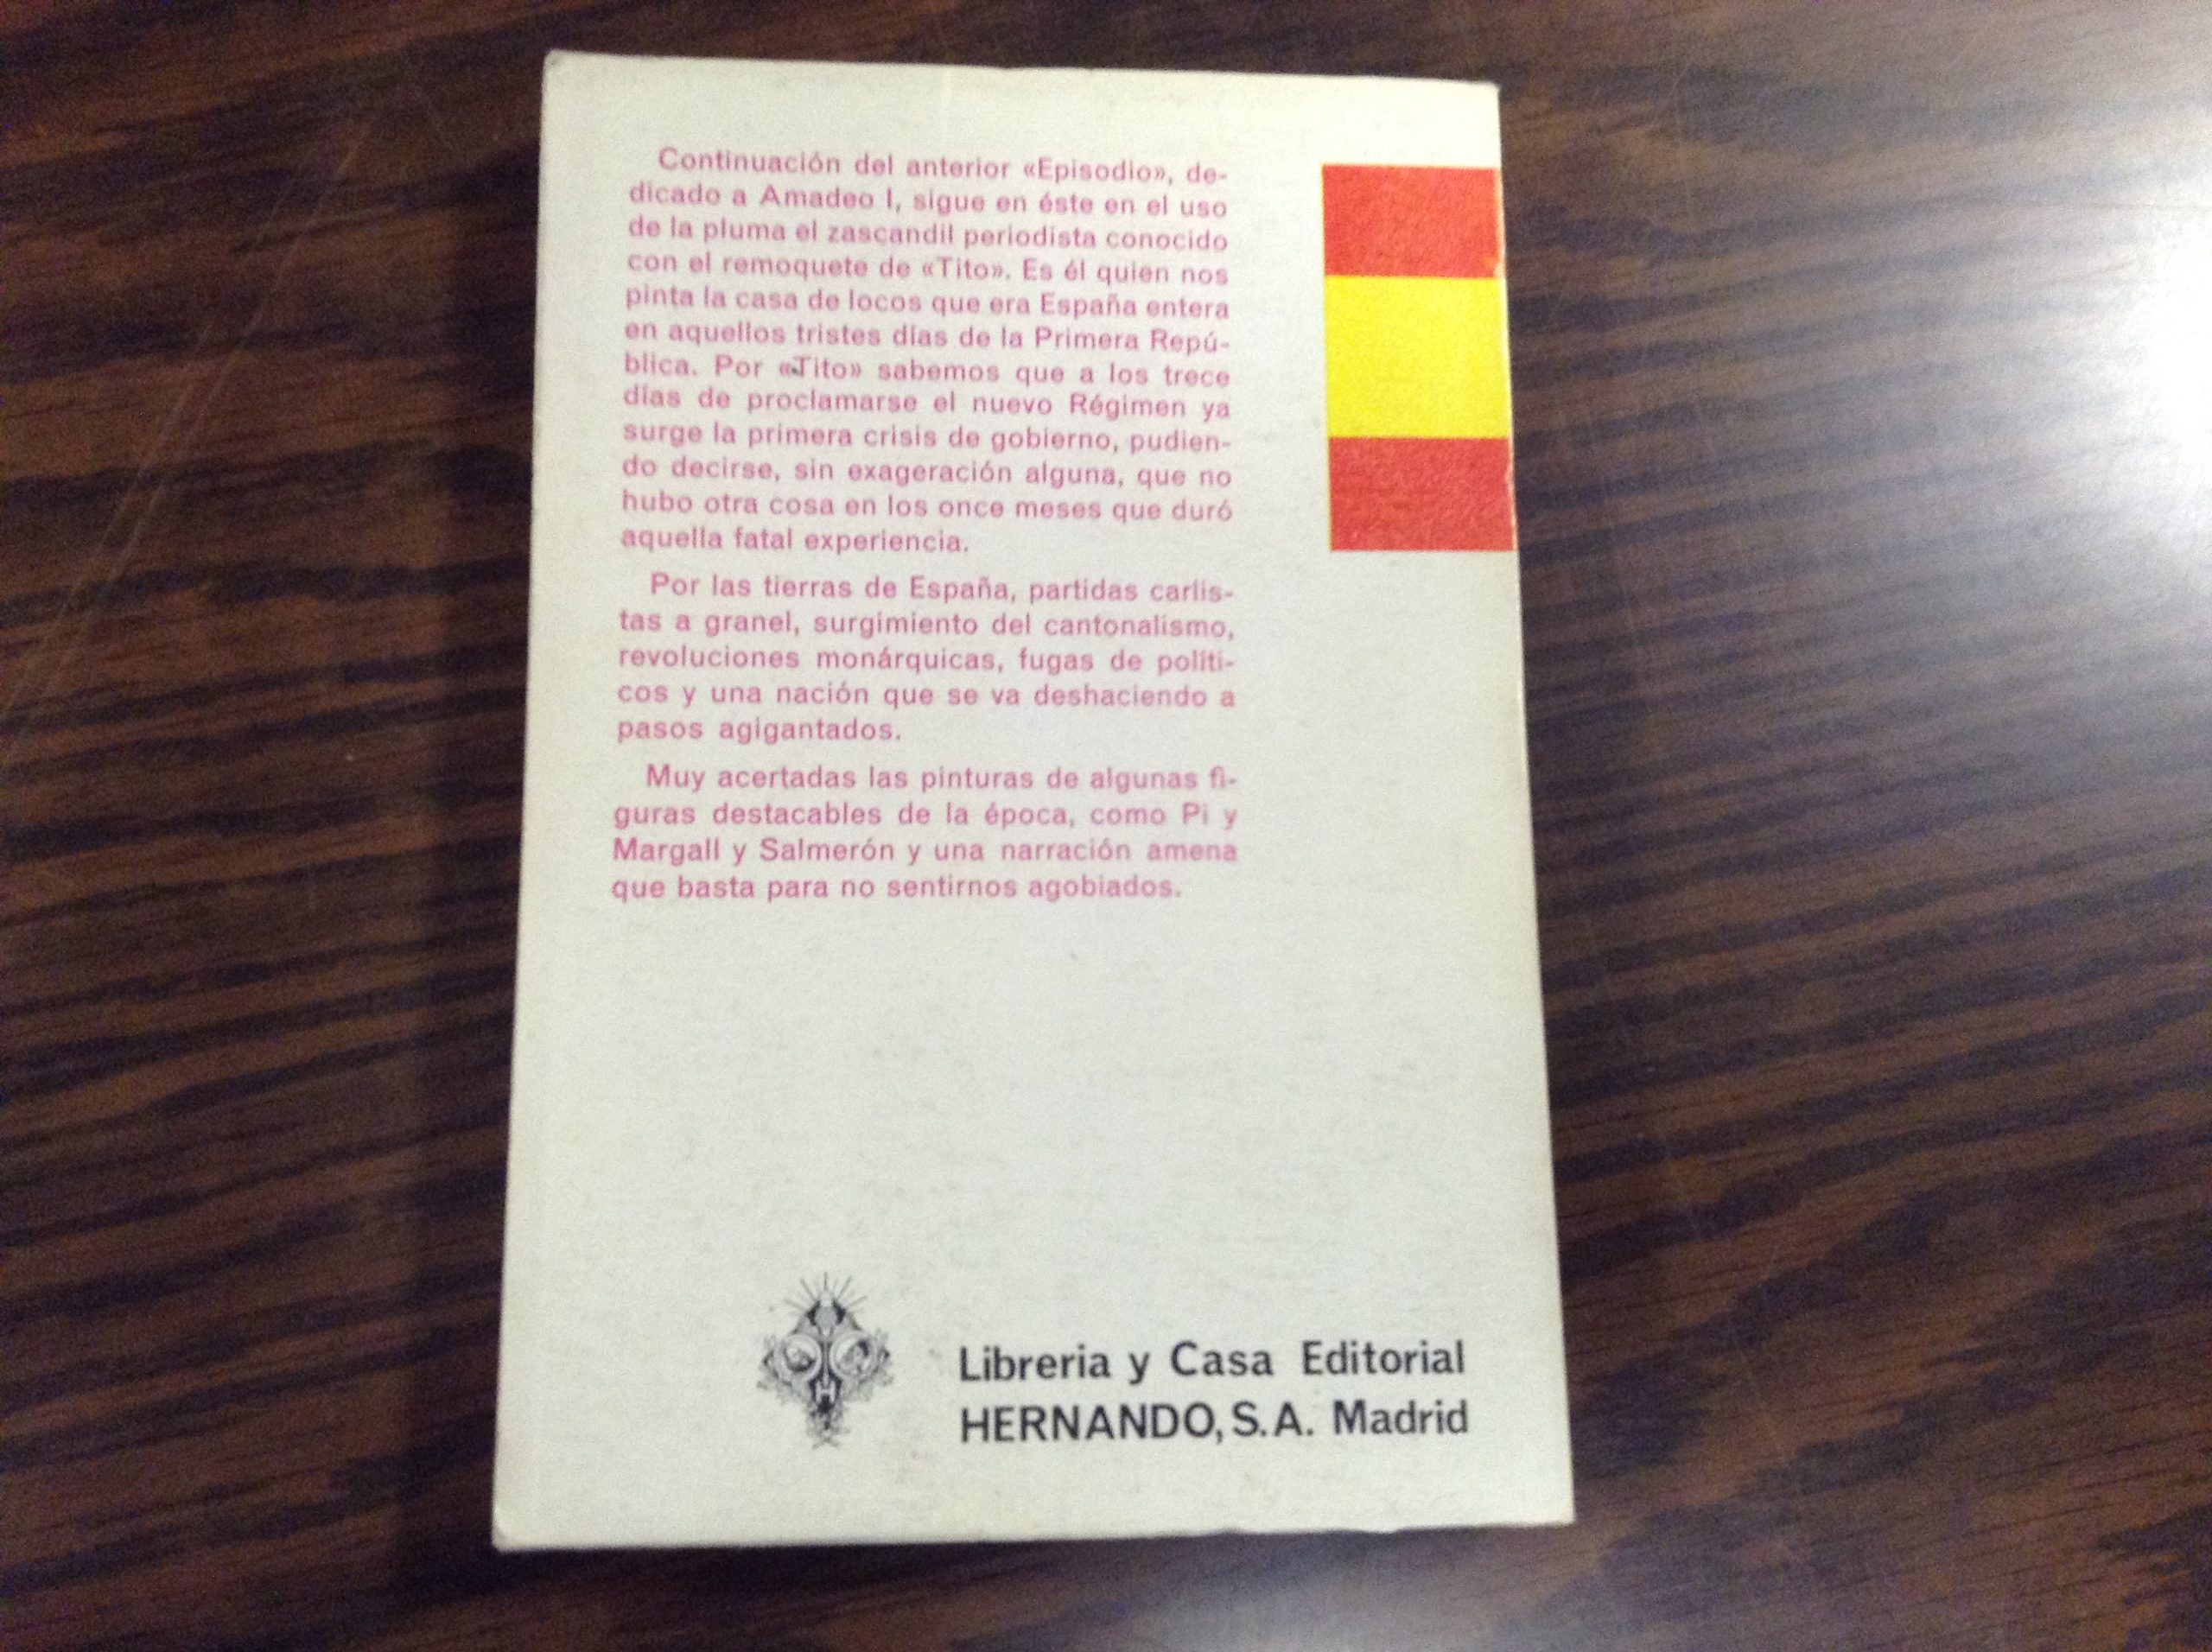 Continuación del anterior «Episodio», de-
dicado a Amadeo I, sigue en éste en el uso
de la pluma el zascandil periodista conocido
con el remoquete de «Tito». Es él quien nos
pinta la casa de locos que era España entera
en aquellos tristes días de la Primera Repú-
blica. Por «Tito» sabemos que a los trece
días de proclamarse el nuevo Régimen ya
surge la primera crisis de gobierno, pudien-
do decirse, sin exageración alguna, que no
hubo otra cosa en los once meses que duró
aquella fatal experiencia.
Por las tierras de España, partidas carlis-
tas a granel, surgimiento del cantonalismo,
revoluciones monárquicas, fugas de políti-
cos y una nación que se va deshaciendo a
pasos agigantados.
Muy acertadas las pinturas de algunas fi-
guras destacables de la época, como Pi y
Margall y Salmerón y una narración amena
que basta para no sentirnos agobiados.
H
Libreria y Casa Editorial
HERNANDO, S.A. Madrid